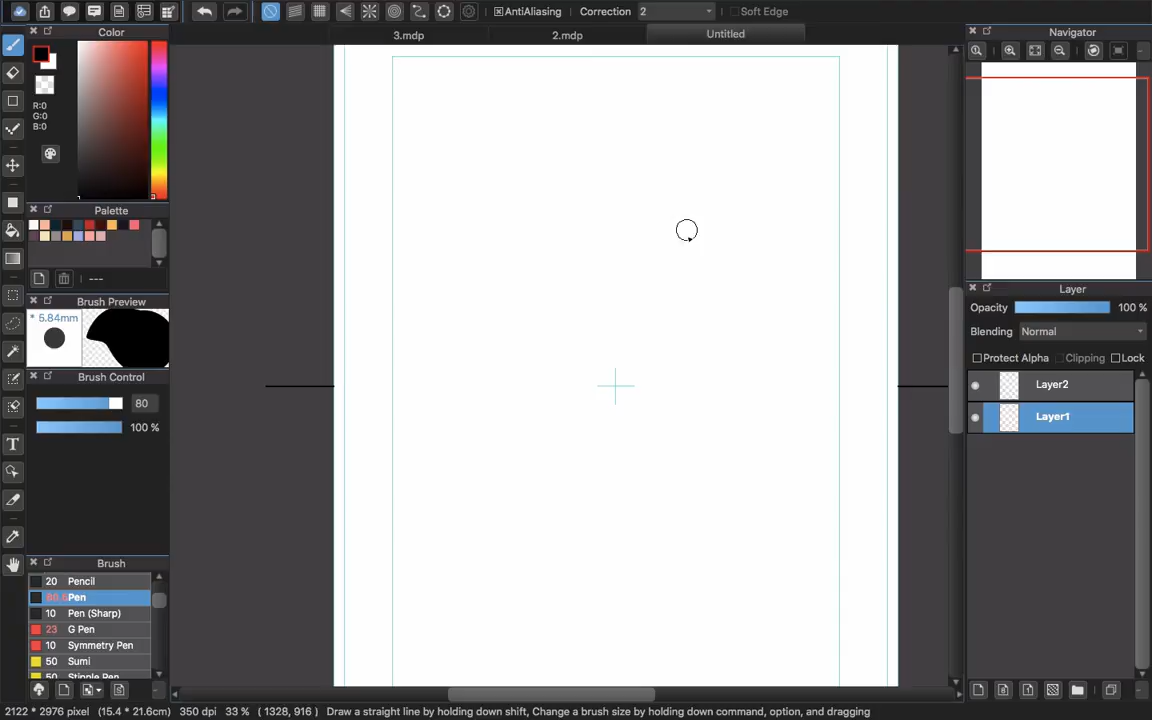 AntiAliasing Correction 2 Soft Edge
3.mdp 2.mdp Untitled
Color
R:0
G:0
B:0
Palette
---
Brush Preview
* 5.84mm
Brush Control
80
100 %
Brush
20 Pencil
Pen
10 Pen (Sharp)
23 G Pen
10 Symmetry Pen
50 Sumi
50 Stipple Pen
Navigator
Layer
Opacity 100 %
Blending Normal
Protect Alpha Clipping Lock
Layer2
Layer1
2122 * 2976 pixel (15.4 * 21.6cm) 350 dpi 33 % ( 1328, 916 ) Draw a straight line by holding down shift, Change a brush size by holding down command, option, and dragging